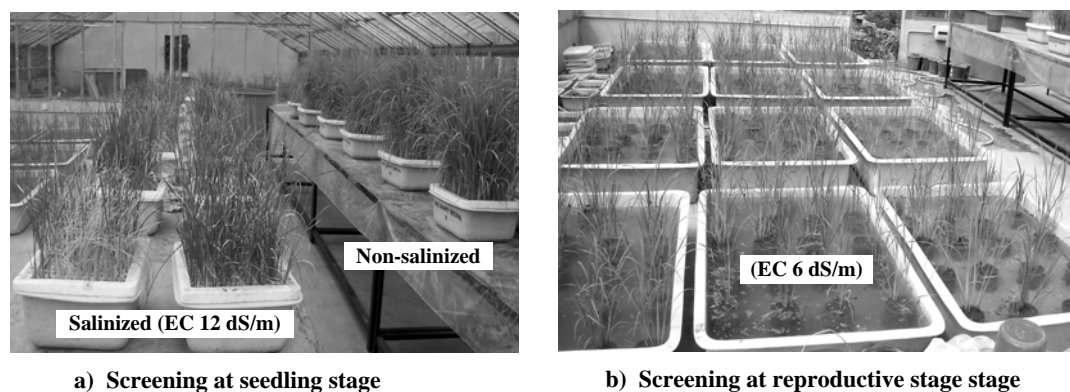 Non-salinized
Salinized (EC 12 dS/m)
(EC 6 dS/m)
a) Screening at seedling stage
b) Screening at reproductive stage stage